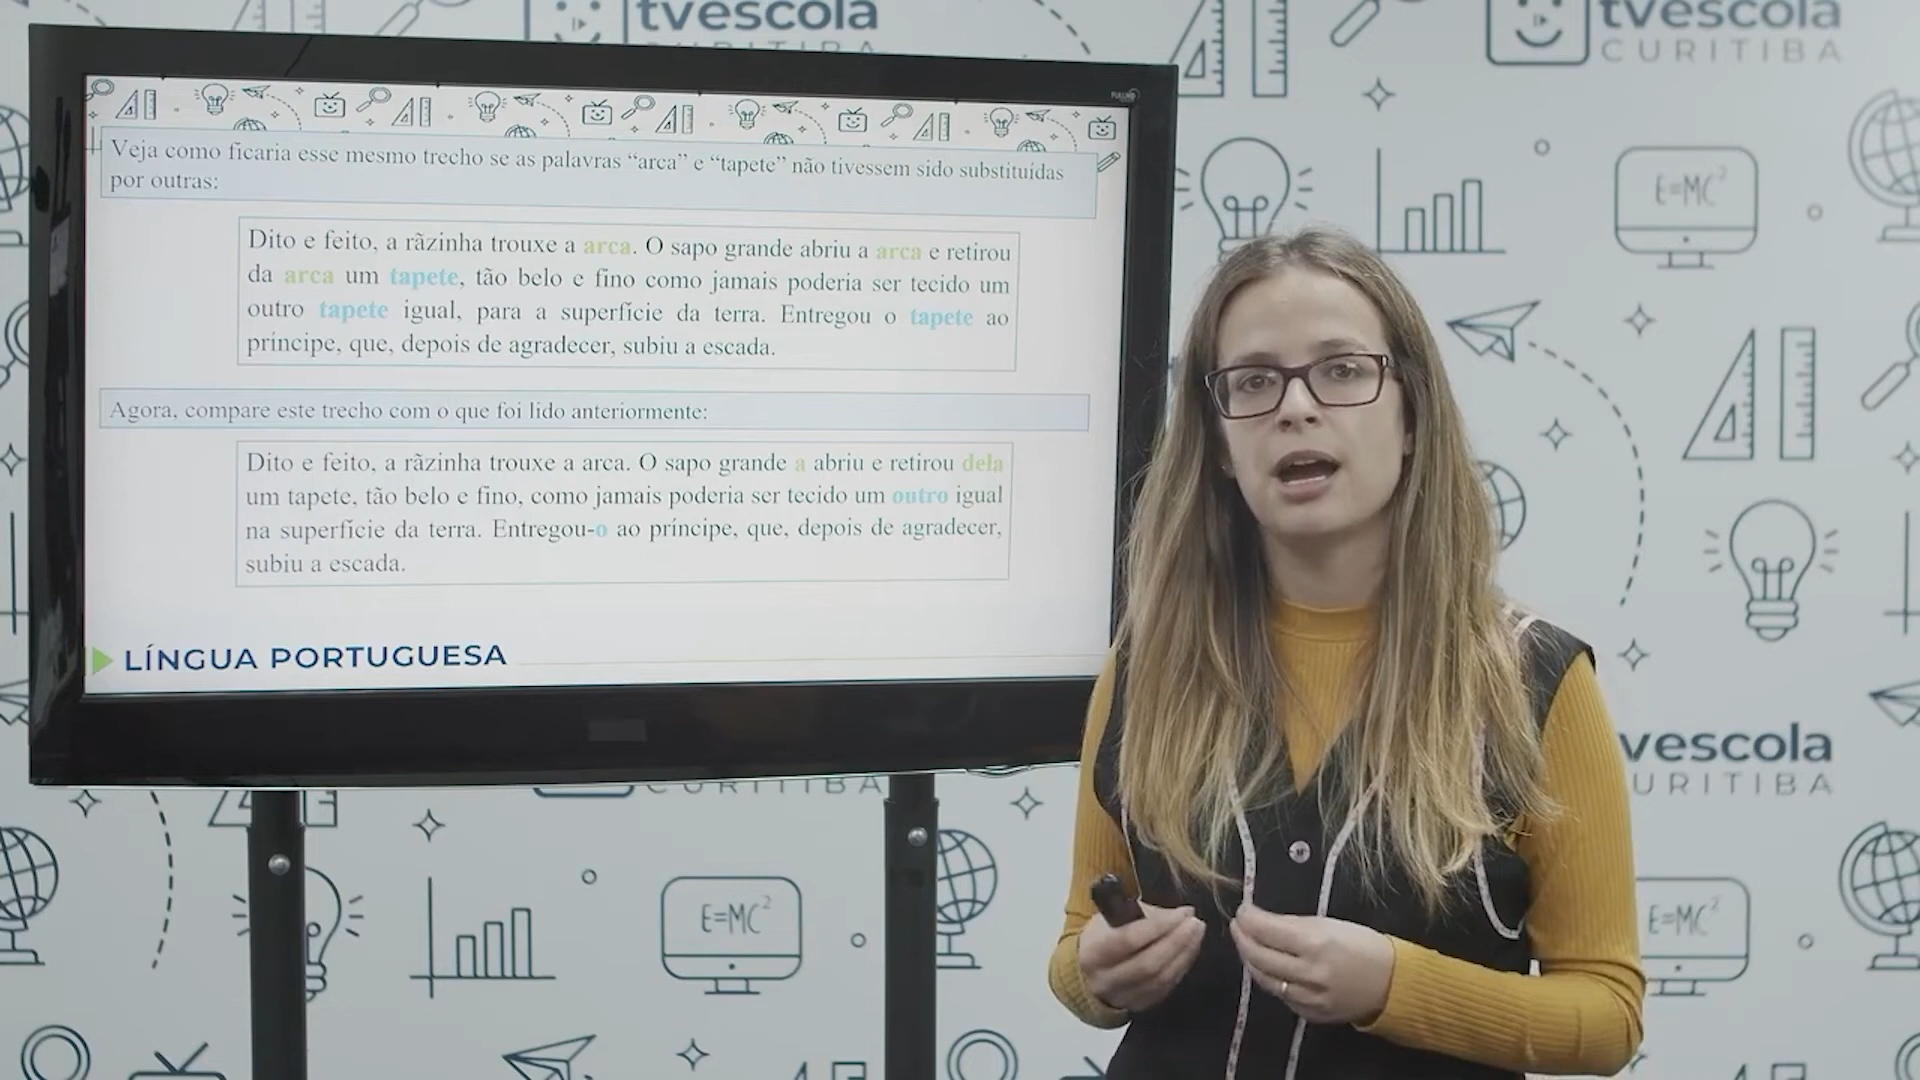 tvescola
CURITIBA
tvescola
CURITIBA
FULLHD
Veja como ficaria esse mesmo trecho se as palavras “arca” e “tapete” não tivessem sido substituídas
por outras:
Dito e feito, a rãzinha trouxe a arca. O sapo grande abriu a arca e retirou
da arca um tapete, tão belo e fino como jamais poderia ser tecido um
outro tapete igual, para a superfície da terra. Entregou o tapete ao
príncipe, que, depois de agradecer, subiu a escada.
Agora, compare este trecho com o que foi lido anteriormente:
Dito e feito, a rãzinha trouxe a arca. O sapo grande a abriu e retirou dela
um tapete, tão belo e fino, como jamais poderia ser tecido um outro igual
na superfície da terra. Entregou-o ao príncipe, que, depois de agradecer,
subiu a escada.
LÍNGUA PORTUGUESA
E=MC²
vescola
URITIBA
CURITIBA
E=MC²
E=MC²